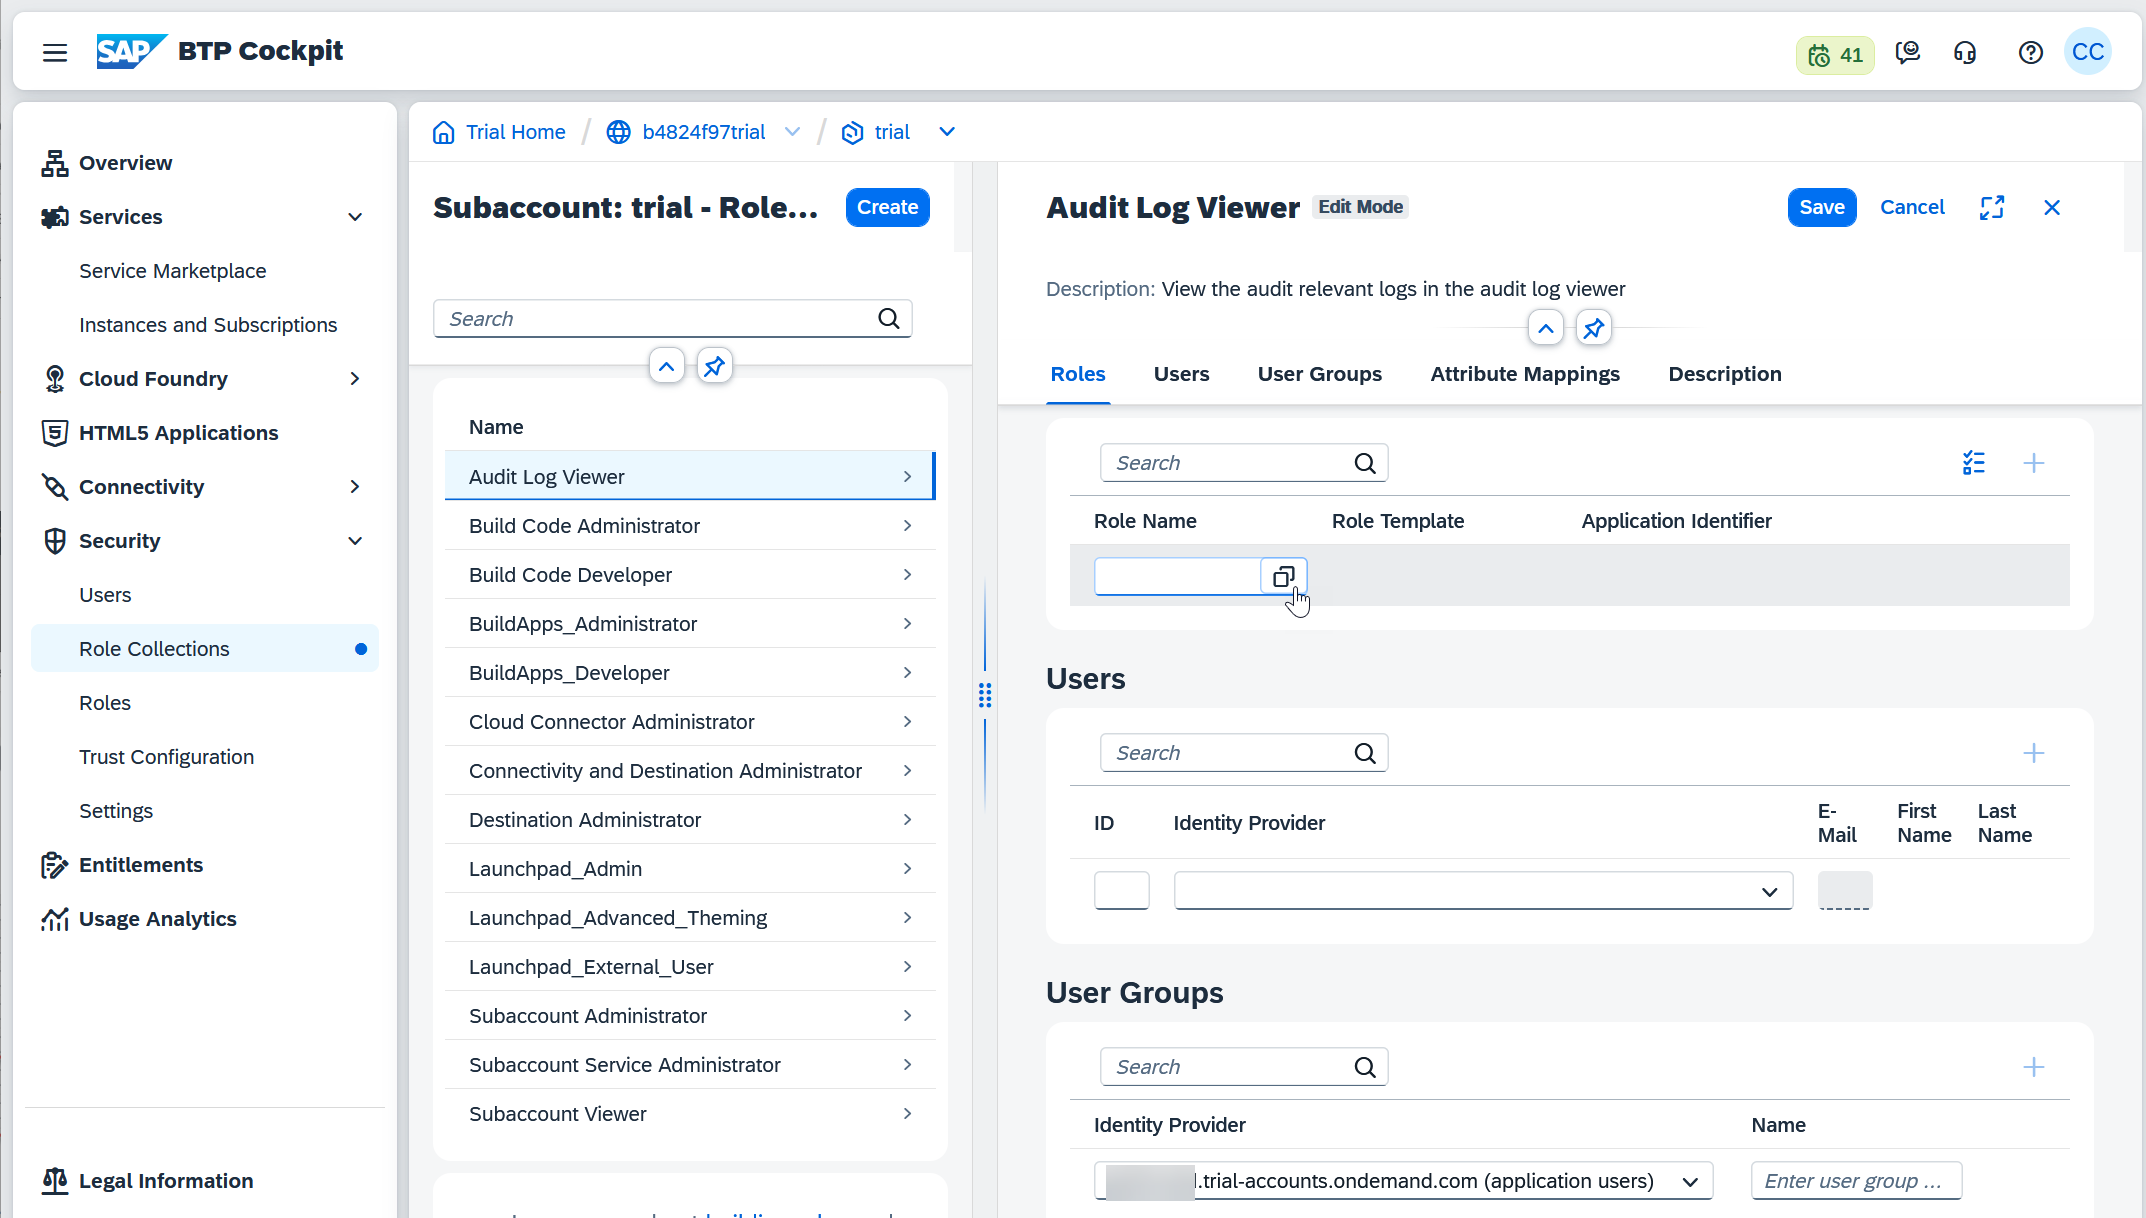 SAP BTP Cockpit
41
CC
Overview
Services
Service Marketplace
Instances and Subscriptions
Cloud Foundry
HTML5 Applications
Connectivity
Security
Users
Role Collections
Roles
Trust Configuration
Settings
Entitlements
Usage Analytics
Legal Information
Trial Home / b4824f97trial / trial
Subaccount: trial - Role...
Create
Search
Name
Audit Log Viewer
Build Code Administrator
Build Code Developer
BuildApps_Administrator
BuildApps_Developer
Cloud Connector Administrator
Connectivity and Destination Administrator
Destination Administrator
Launchpad_Admin
Launchpad_Advanced_Theming
Launchpad_External_User
Subaccount Administrator
Subaccount Service Administrator
Subaccount Viewer
Audit Log Viewer Edit Mode
Save Cancel
Description: View the audit relevant logs in the audit log viewer
Roles Users User Groups Attribute Mappings Description
Search
Role Name Role Template Application Identifier
Users
Search
ID Identity Provider E-Mail First Name Last Name
User Groups
Search
Identity Provider Name
.trial-accounts.ondemand.com (application users) Enter user group ...